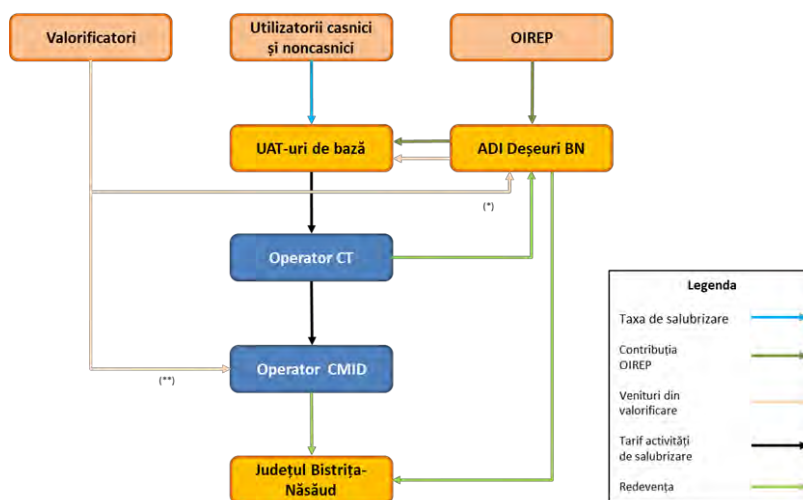 Valorificatori
Utilizatorii casnici
și noncasnici
OIREP
UAT-uri de bază
ADI Deșeuri BN
(*)
Operator CT
Operator CMID
(**)
Județul Bistrița-
Năsăud
Legenda
Taxa de salubrizare
Contribuția
OIREP
Venituri din
valorificare
Tarif activități
de salubrizare
Redevența